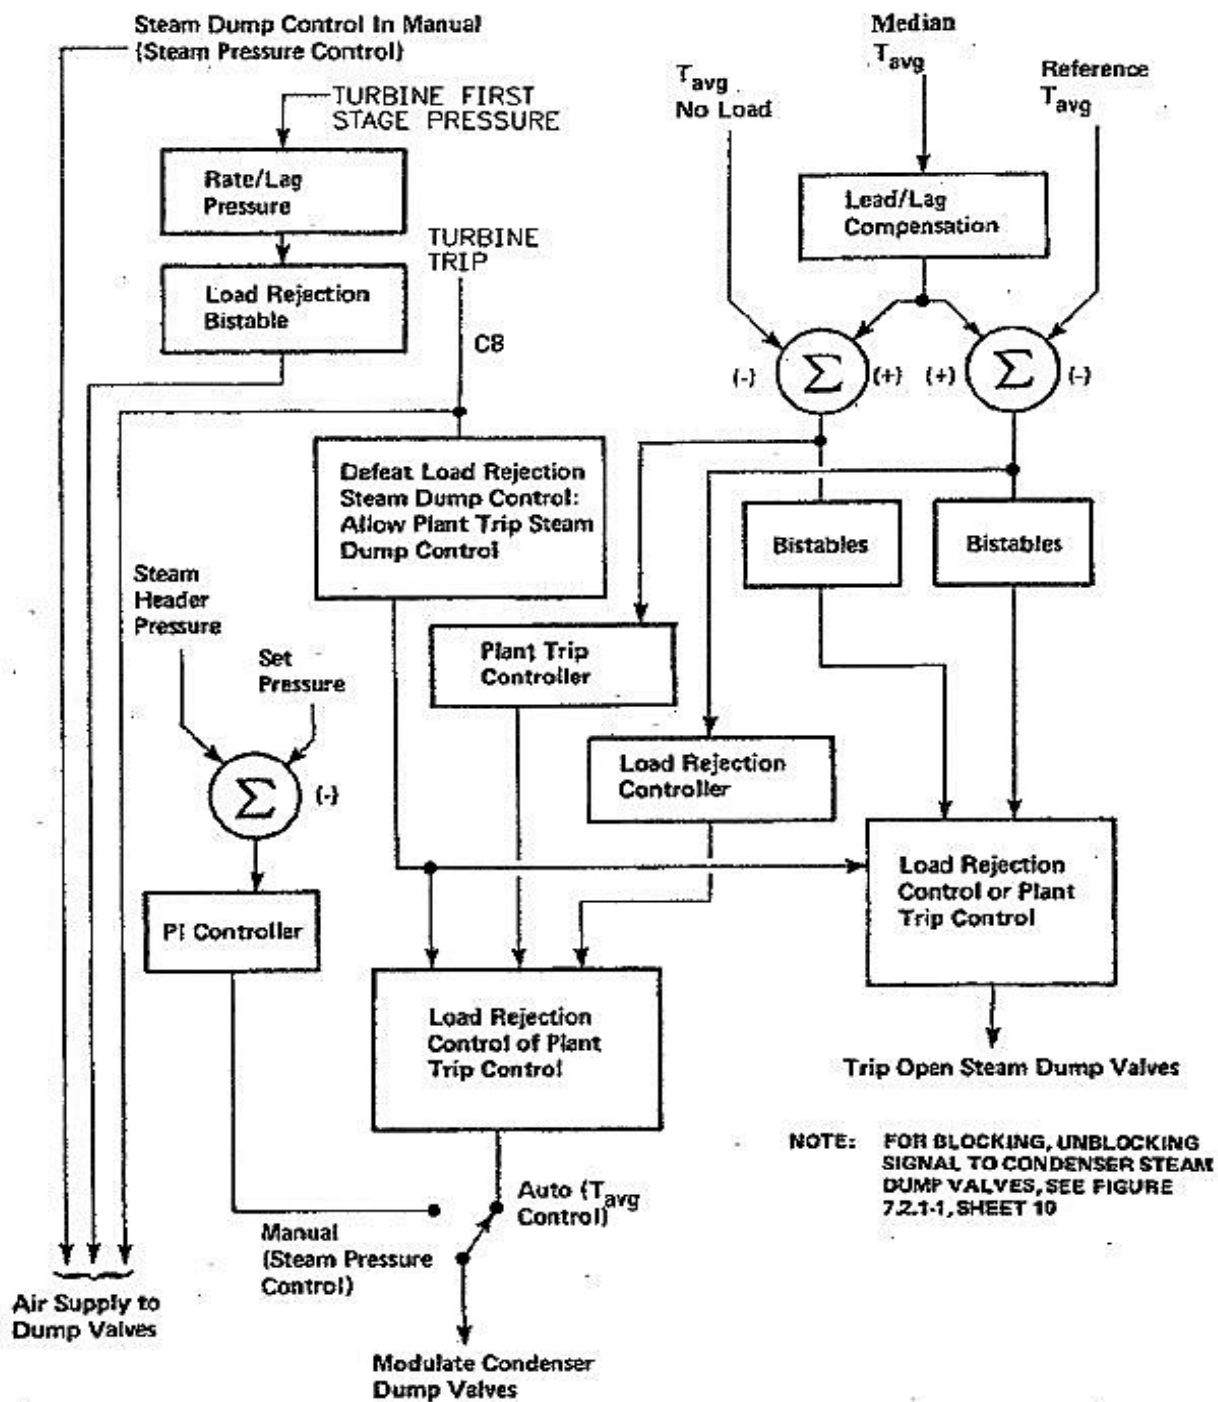 Steam Dump Control In Manual
(Steam Pressure Control)
TURBINE FIRST
STAGE PRESSURE
Rate/Lag
Pressure
Load Rejection
Bistable
TURBINE
TRIP
C8
Median
Tavg
Tavg
No Load
Reference
Tavg
Lead/Lag
Compensation
(-)
Σ
(+)
(+)
Σ
(-)
Defeat Load Rejection
Steam Dump Control:
Allow Plant Trip Steam
Dump Control
Bistables
Bistables
Steam
Header
Pressure
Set
Pressure
Σ
(-)
Plant Trip
Controller
Load Rejection
Controller
PI Controller
Load Rejection
Control of Plant
Trip Control
Load Rejection
Control or Plant
Trip Control
Trip Open Steam Dump Valves
NOTE: FOR BLOCKING, UNBLOCKING
SIGNAL TO CONDENSER STEAM
DUMP VALVES, SEE FIGURE
7.2.1-1, SHEET 10
Auto (Tavg
Control)
Manual
(Steam Pressure
Control)
Air Supply to
Dump Valves
Modulate Condenser
Dump Valves